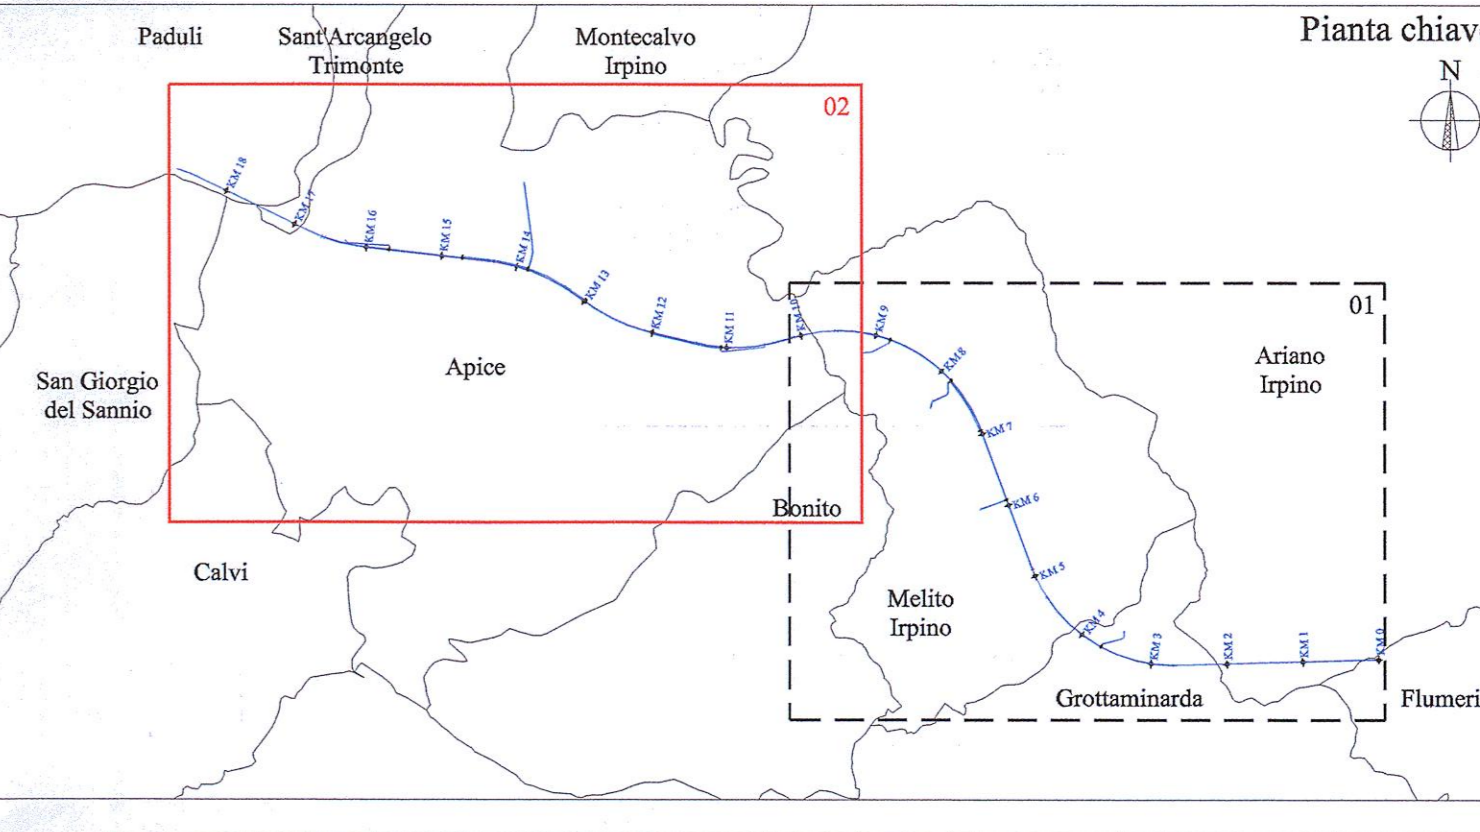 Pianta chiave
N
Paduli
Sant'Arcangelo
Trimonte
Montecalvo
Irpino
02
KM 18
KM 17
KM 16
KM 15
KM 14
KM 13
KM 12
KM 11
KM 10
KM 9
KM 8
KM 7
KM 6
KM 5
KM 4
KM 3
KM 2
KM 1
KM 0
01
Ariano
Irpino
Apice
San Giorgio
del Sannio
Bonito
Calvi
Melito
Irpino
Grottaminarda
Flumeri